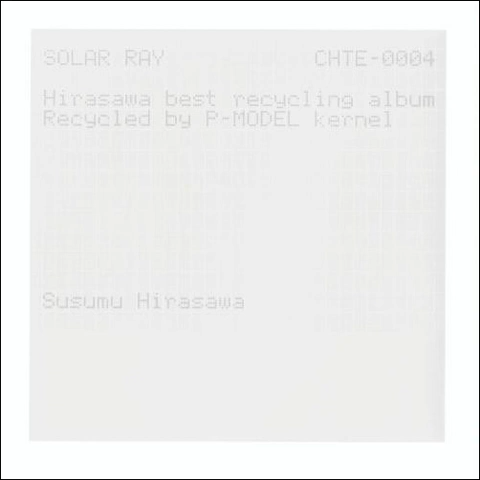 SOLAR RAY CHTE-0004
Hirasawa best recycling album
Recycled by P-MODEL kernel
Susumu Hirasawa